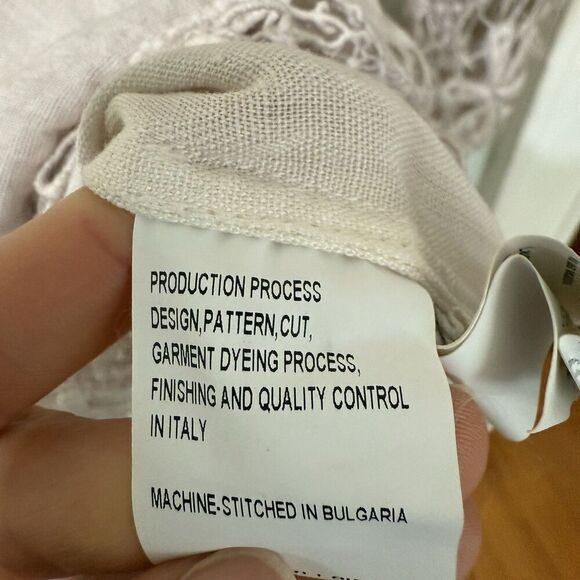 PRODUCTION PROCESS
DESIGN,PATTERN,CUT,
GARMENT DYEING PROCESS,
FINISHING AND QUALITY CONTROL
IN ITALY
MACHINE-STITCHED IN BULGARIA